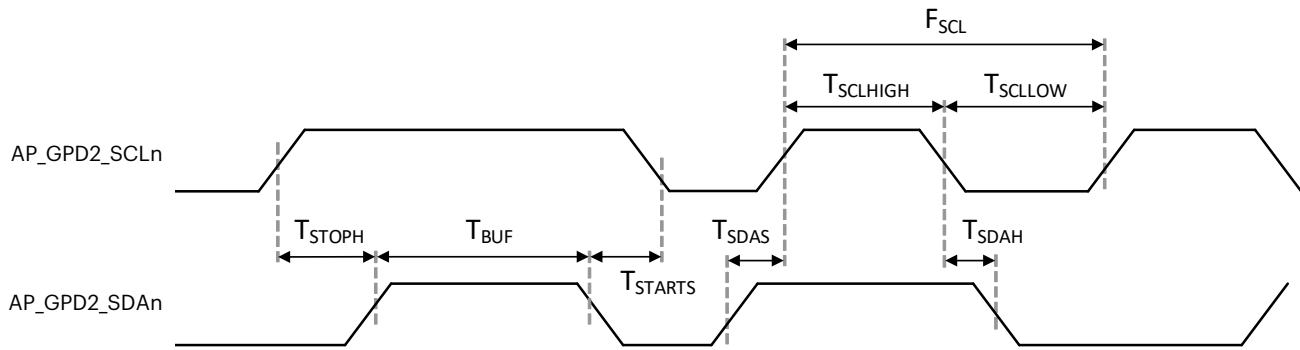 F_SCL
T_SCLHIGH T_SCLLOW
AP_GPD2_SCLn
T_STOPH T_BUF T_SDAS T_SDAH
T_STARTS
AP_GPD2_SDAn